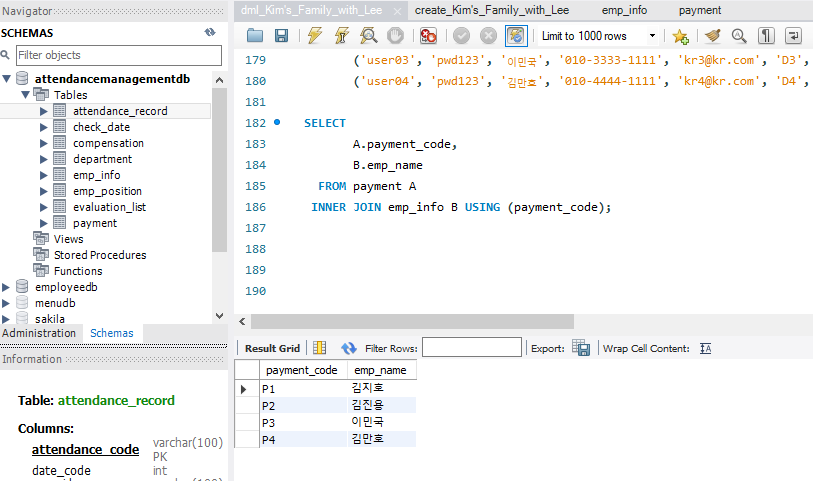 Navigator
SCHEMAS
Filter objects
attendancemanagementdb
Tables
attendance_record
check_date
compensation
department
emp_info
emp_position
evaluation_list
payment
Views
Stored Procedures
Functions
employeedb
menudb
sakila
Administration Schemas
Information
Table: attendance_record
Columns:
attendance_code varchar(100)
PK
date_code int
dml_Kim's_Family_with_Lee create_Kim's_Family_with_Lee emp_info payment
Limit to 1000 rows
179 ('user03', 'pwd123', '이민국', '010-3333-1111', 'kr3@kr.com', 'D3',
180 ('user04', 'pwd123', '김만호', '010-4444-1111', 'kr4@kr.com', 'D4',
181
182 SELECT
183 A.payment_code,
184 B.emp_name
185 FROM payment A
186 INNER JOIN emp_info B USING (payment_code);
187
188
189
190
Result Grid Filter Rows: Export: Wrap Cell Content:
payment_code emp_name
P1 김지호
P2 김진용
P3 이민국
P4 김만호